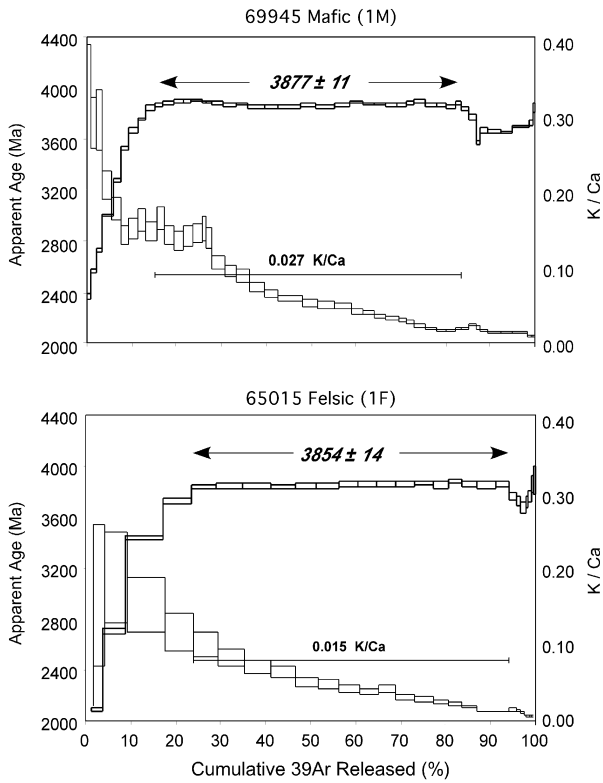 69945 Mafic (1M)
4400
4000
3600
3200
2800
2400
2000
Apparent Age (Ma)
3877 ± 11
0.027 K/Ca
0.40
0.30
0.20
0.10
0.00
K / Ca
65015 Felsic (1F)
4400
4000
3600
3200
2800
2400
2000
Apparent Age (Ma)
3854 ± 14
0.015 K/Ca
0.40
0.30
0.20
0.10
0.00
K / Ca
0 10 20 30 40 50 60 70 80 90 100
Cumulative 39Ar Released (%)